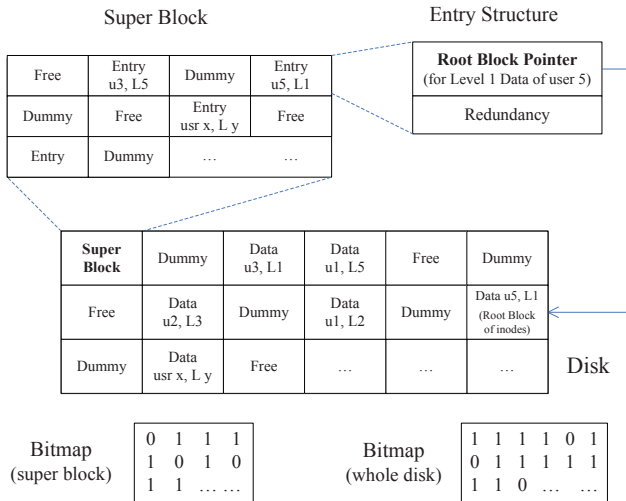 Super Block
Entry Structure
Free
Entry
u3, L5
Dummy
Entry
u5, L1
Dummy
Free
Entry
usr x, L y
Free
Entry
Dummy
…
…
Root Block Pointer
(for Level 1 Data of user 5)
Redundancy
Super
Block
Dummy
Data
u3, L1
Data
u1, L5
Free
Dummy
Free
Data
u2, L3
Dummy
Data
u1, L2
Dummy
Data u5, L1
(Root Block
of inodes)
Dummy
Data
usr x, L y
Free
…
…
…
Disk
Bitmap
(super block)
0 1 1 1
1 0 1 0
1 1 … …
Bitmap
(whole disk)
1 1 1 1 0 1
0 1 1 1 1 1
1 1 0 … …